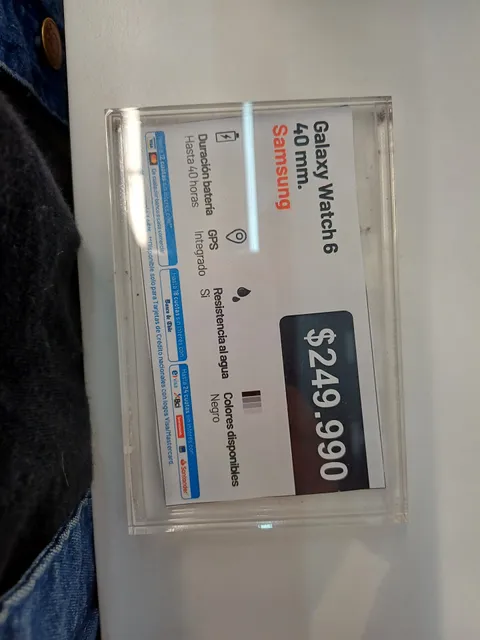 Galaxy Watch 6
40 mm.
Samsung
$249.990
Duración batería
Hasta 40 horas
GPS
Integrado
Resistencia al agua
Sí
Colores disponibles
Negro
Santander